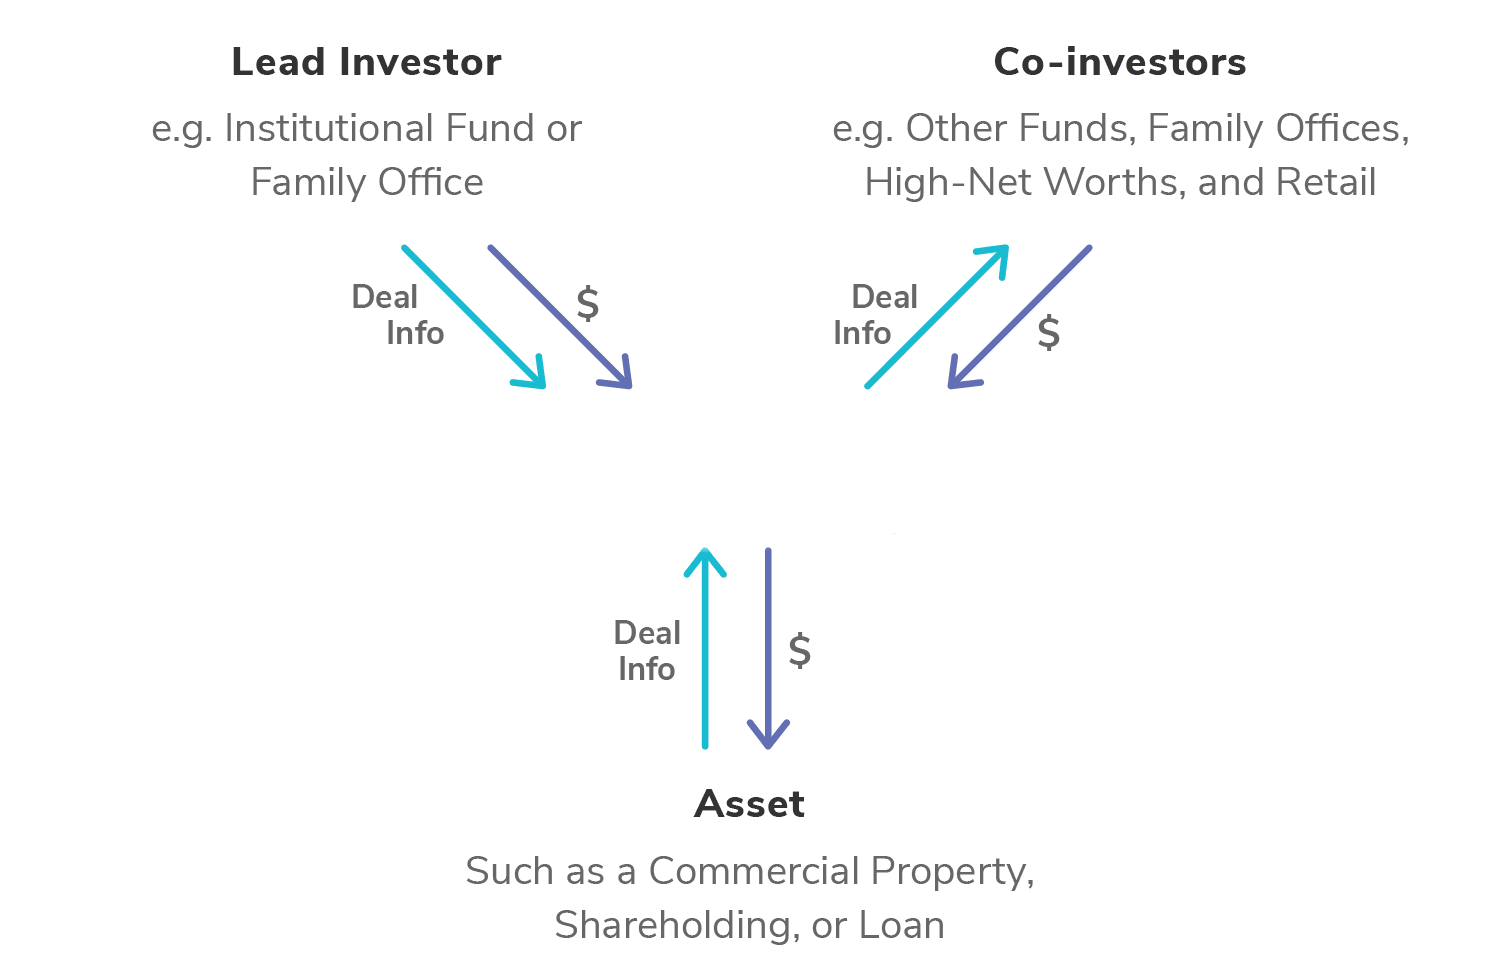 Lead Investor
e.g. Institutional Fund or
Family Office
Co-investors
e.g. Other Funds, Family Offices,
High-Net Worths, and Retail
Deal
Info
$
Deal
Info
$
Deal
Info
$
Asset
Such as a Commercial Property,
Shareholding, or Loan